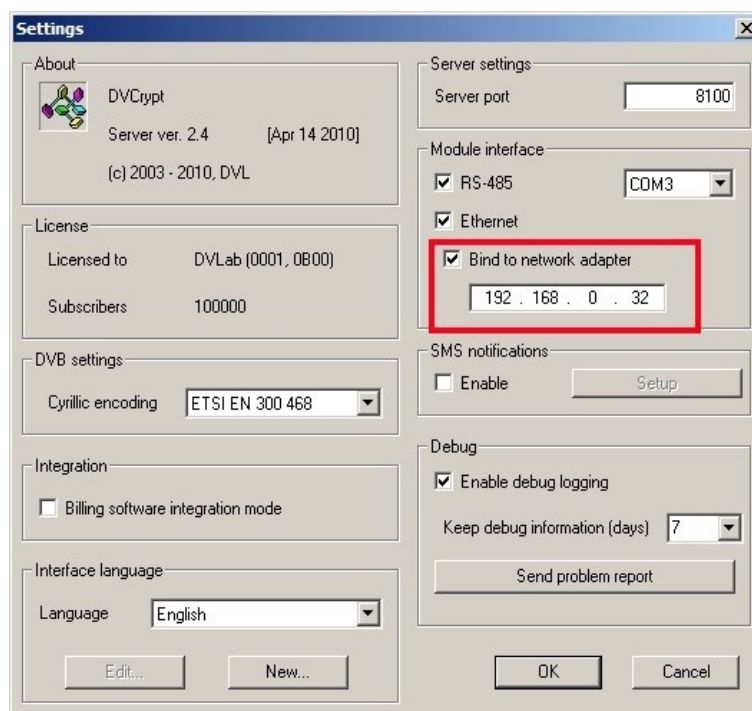 Settings
About
DVCrypt
Server ver. 2.4 [Apr 14 2010]
(c) 2003 - 2010, DVL
License
Licensed to DVLab (0001, 0B00)
Subscribers 100000
DVB settings
Cyrillic encoding ETSI EN 300 468
Integration
Billing software integration mode
Interface language
Language English
Edit... New...
Server settings
Server port 8100
Module interface
RS-485 COM3
Ethernet
Bind to network adapter
192 . 168 . 0 . 32
SMS notifications
Enable Setup
Debug
Enable debug logging
Keep debug information (days) 7
Send problem report
OK Cancel